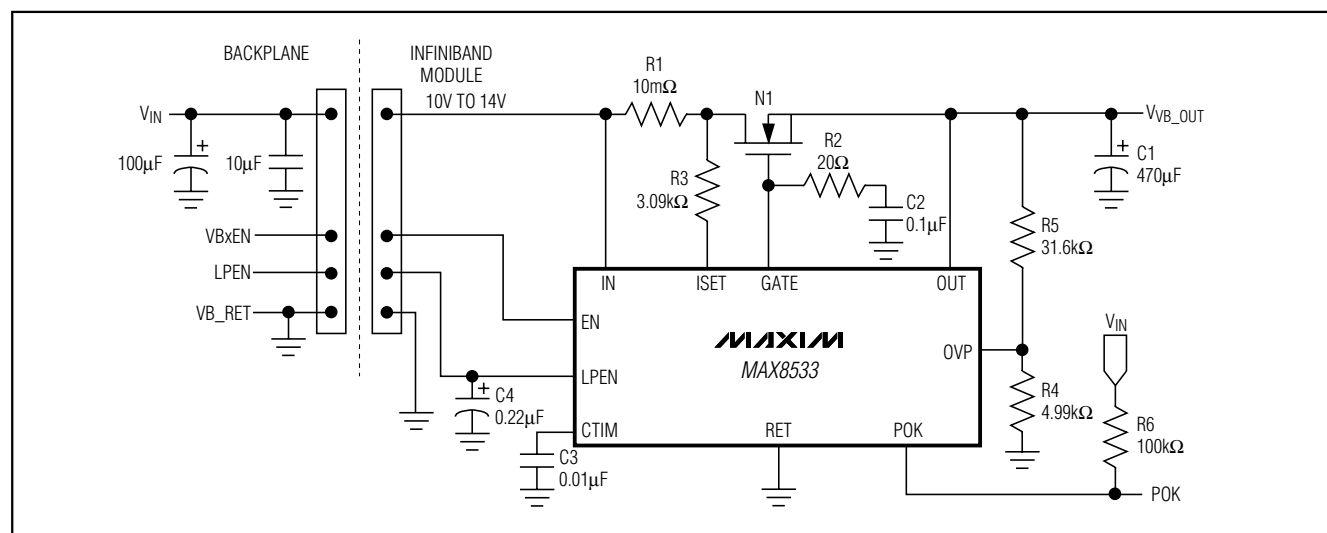 BACKPLANE
INFINIBAND
MODULE
10V TO 14V
R1
10mΩ
N1
VIN
VVB_OUT
100µF
+
10µF
R3
3.09kΩ
R2
20Ω
C2
0.1µF
+
C1
470µF
R5
31.6kΩ
VBxEN
LPEN
VB_RET
IN
ISET
GATE
OUT
EN
MAXIM
MAX8533
OVP
VIN
LPEN
+
C4
0.22µF
R4
4.99kΩ
CTIM
RET
POK
R6
100kΩ
C3
0.01µF
POK